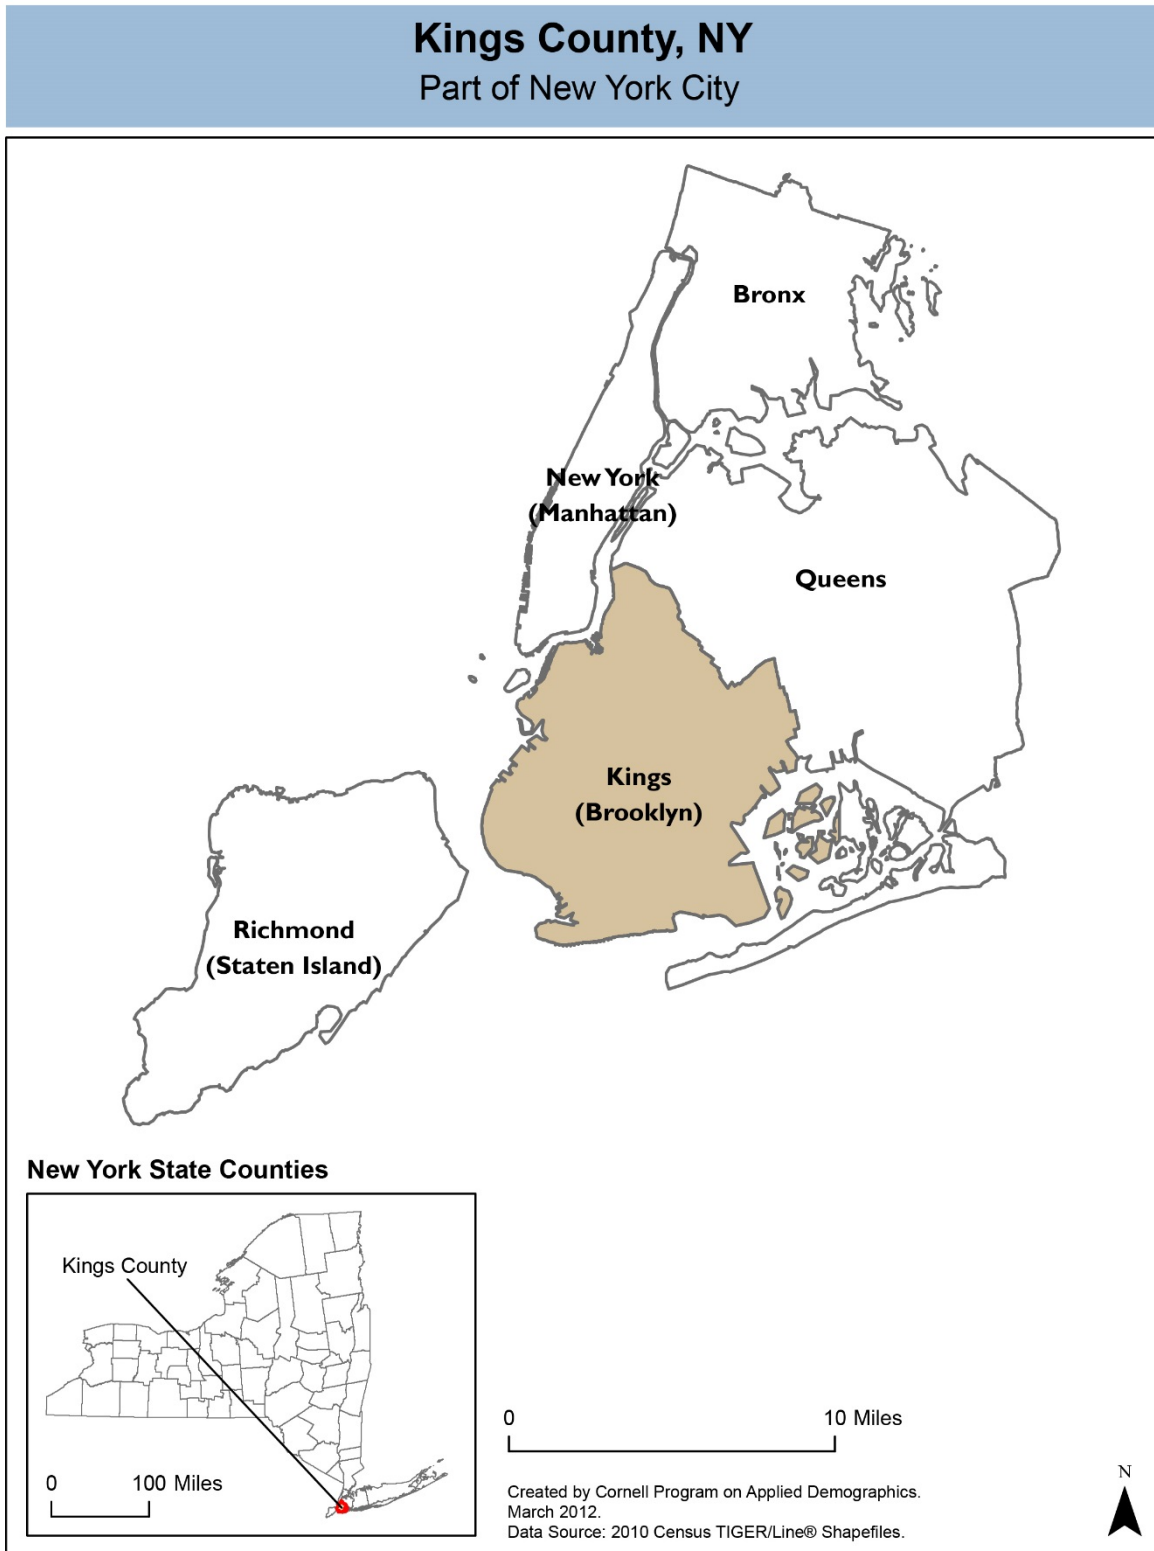 Kings County, NY
Part of New York City
Bronx
New York
(Manhattan)
Queens
Kings
(Brooklyn)
Richmond
(Staten Island)
New York State Counties
Kings County
0 100 Miles
0 10 Miles
Created by Cornell Program on Applied Demographics.
March 2012.
Data Source: 2010 Census TIGER/Line® Shapefiles.
N